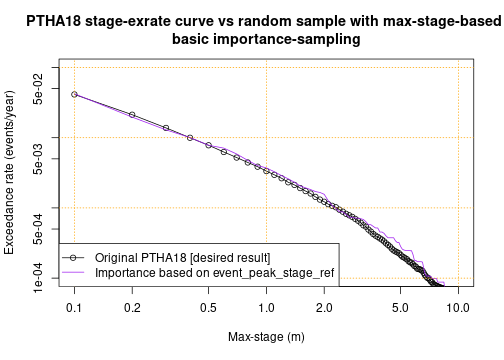 PTHA18 stage-exrate curve vs random sample with max-stage-based
basic importance-sampling
Exceedance rate (events/year)
5e-02
5e-03
5e-04
1e-04
Original PTHA18 [desired result]
Importance based on event_peak_stage_ref
0.1
0.2
0.5
1.0
2.0
5.0
10.0
Max-stage (m)